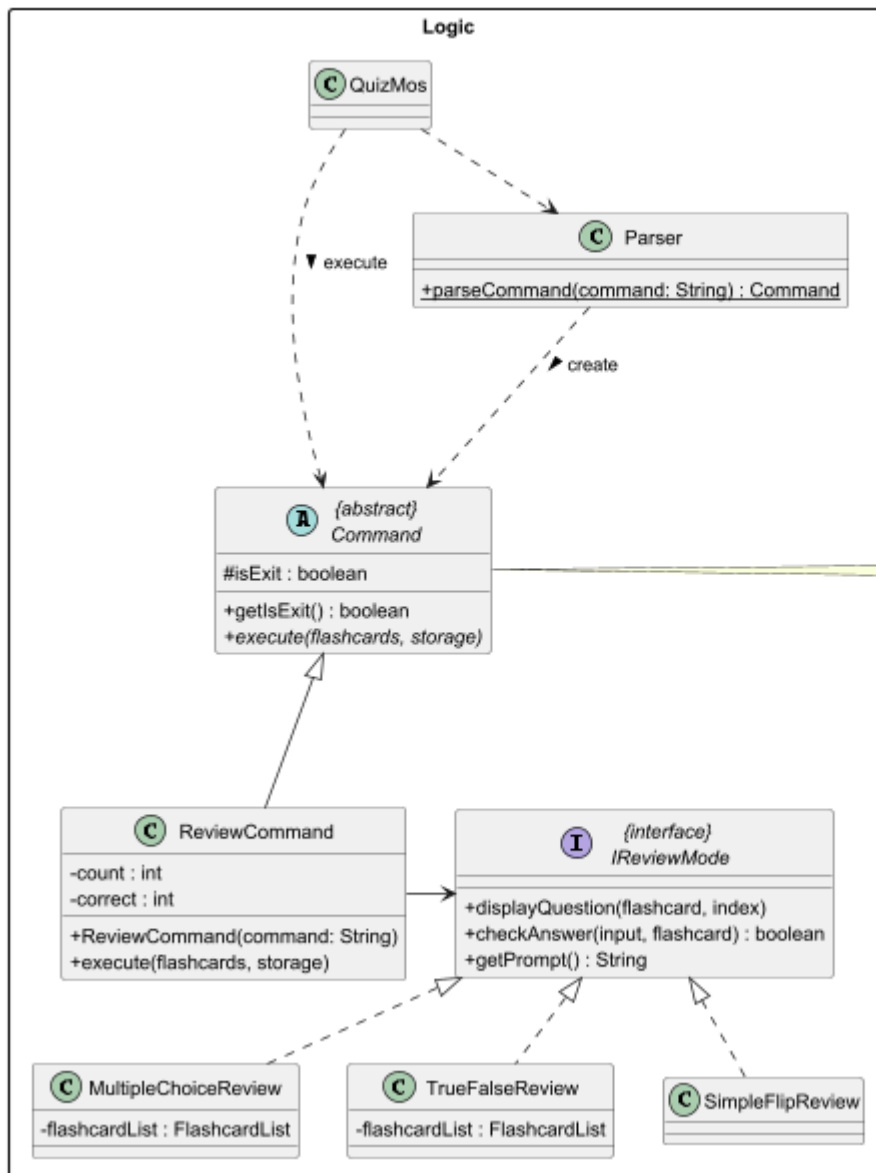 Logic
C QuizMos
C Parser
+parseCommand(command: String) : Command
execute
create
A {abstract}
Command
#isExit : boolean
+getIsExit() : boolean
+execute(flashcards, storage)
C ReviewCommand
-count : int
-correct : int
+ReviewCommand(command: String)
+execute(flashcards, storage)
I {interface}
IReviewMode
+displayQuestion(flashcard, index)
+checkAnswer(input, flashcard) : boolean
+getPrompt() : String
C MultipleChoiceReview
-flashcardList : FlashcardList
C TrueFalseReview
-flashcardList : FlashcardList
C SimpleFlipReview